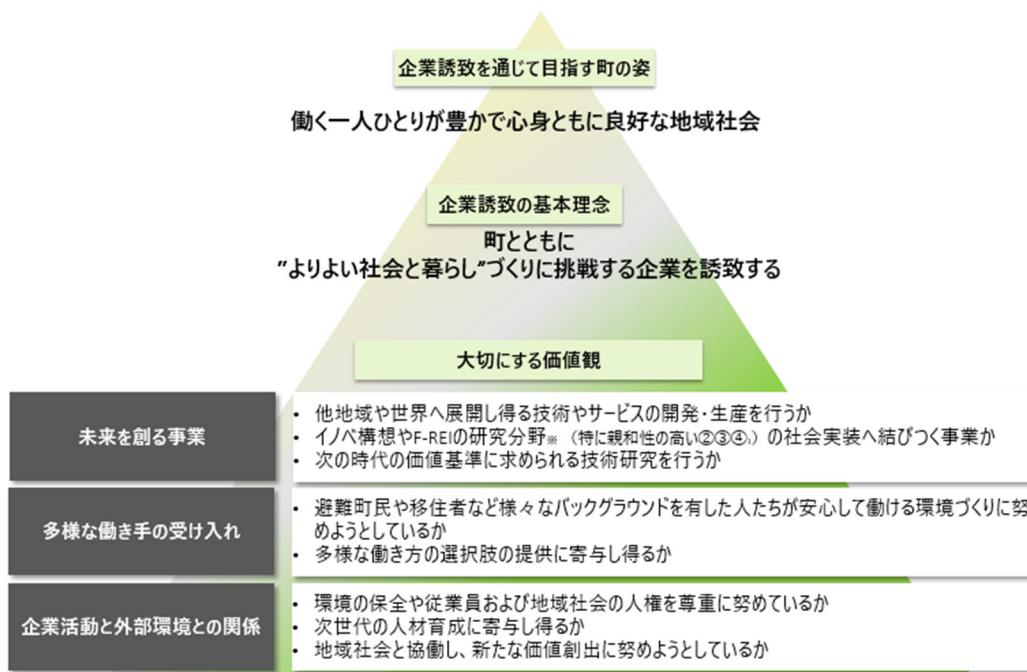 企業誘致を通じて目指す町の姿
働く一人ひとりが豊かで心身ともに良好な地域社会
企業誘致の基本理念
町とともに
”よりよい社会と暮らし”づくりに挑戦する企業を誘致する
大切にする価値観
未来を創る事業
• 他地域や世界へ展開し得る技術やサービスの開発・生産を行うか
• イノベ構想やF-REIの研究分野※ （特に親和性の高い②③④）の社会実装へ結びつく事業か
• 次の時代の価値基準に求められる技術研究を行うか
多様な働き手の受け入れ
• 避難町民や移住者など様々なバックグラウンドを有した人たちが安心して働ける環境づくりに努
めようとしているか
• 多様な働き方の選択肢の提供に寄与し得るか
企業活動と外部環境との関係
• 環境の保全や従業員および地域社会の人権を尊重に努めているか
• 次世代の人材育成に寄与し得るか
• 地域社会と協働し、新たな価値創出に努めようとしているか